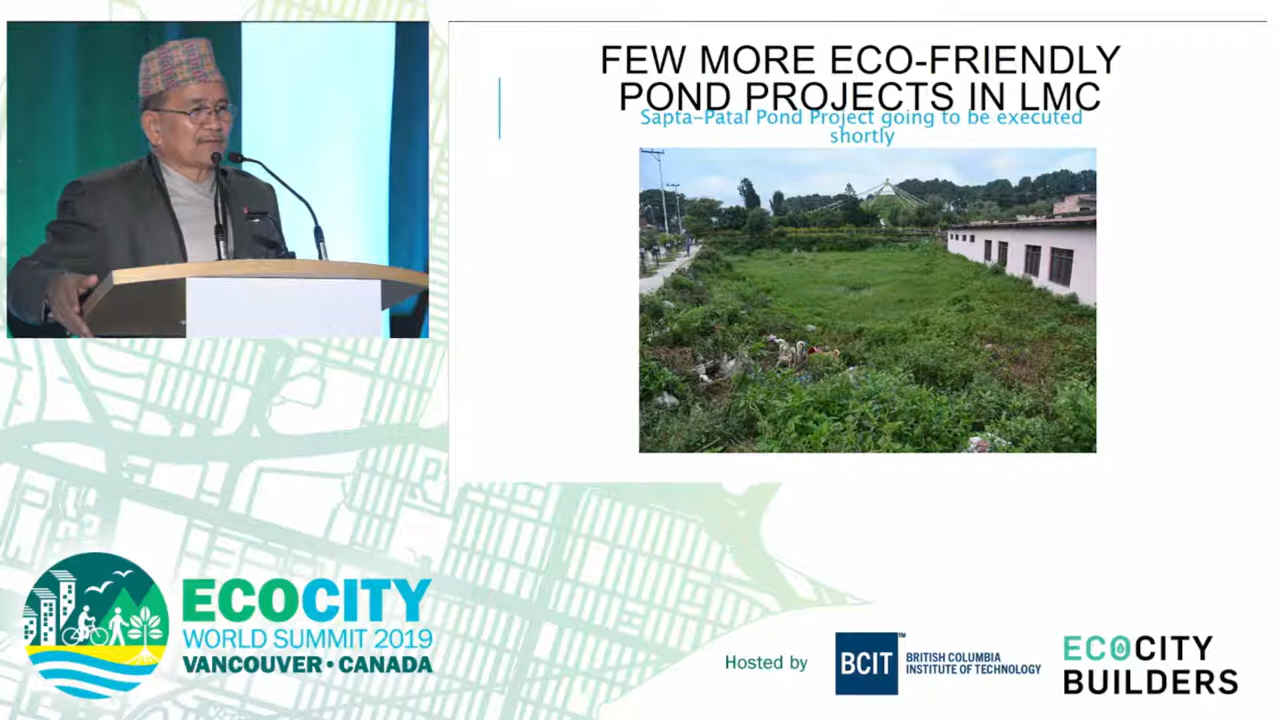 FEW MORE ECO-FRIENDLY
POND PROJECTS IN LMC
Sapta-Patal Pond Project going to be executed
shortly
ECOCITY
WORLD SUMMIT 2019
VANCOUVER • CANADA
Hosted by
BCIT™
BRITISH COLUMBIA
INSTITUTE OF TECHNOLOGY
ECOCITY
BUILDERS